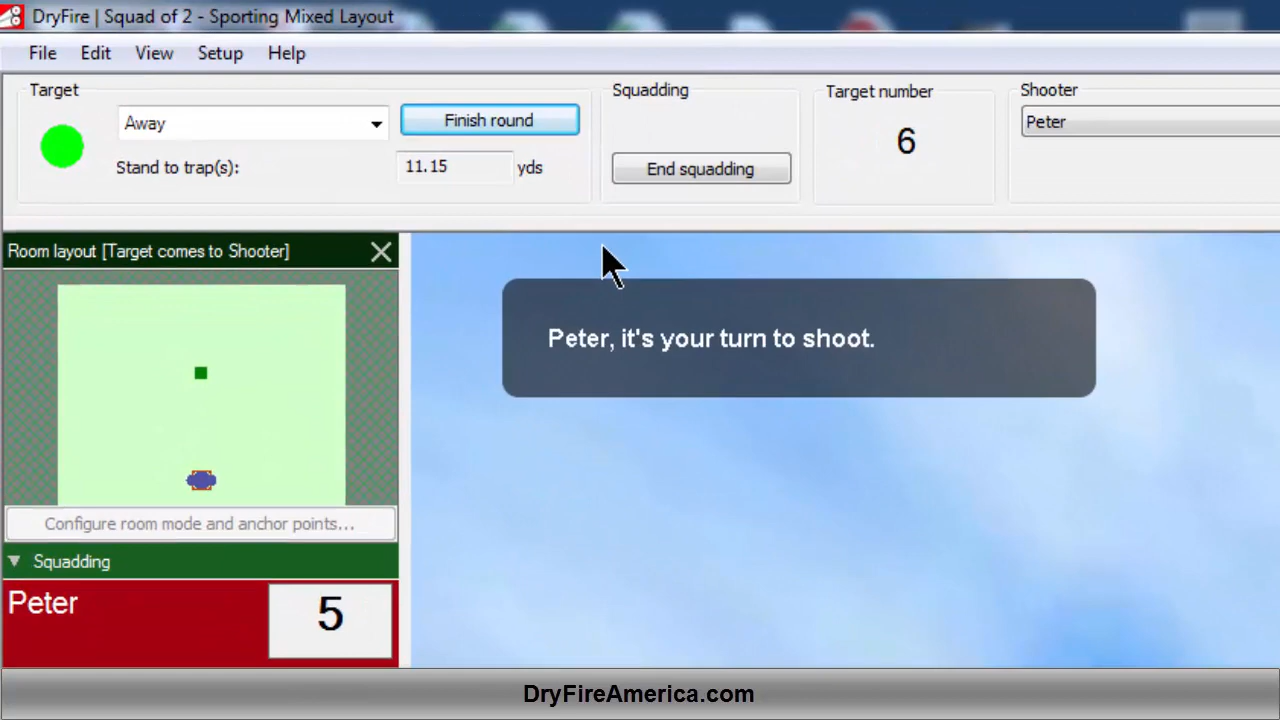 DryFire | Squad of 2 - Sporting Mixed Layout
File Edit View Setup Help
Target
Away
Finish round
Stand to trap(s):
11.15
yds
Squadding
End squadding
Target number
6
Shooter
Peter
Room layout [Target comes to Shooter]
Configure room mode and anchor points...
Squadding
Peter
5
Peter, it's your turn to shoot.
DryFireAmerica.com